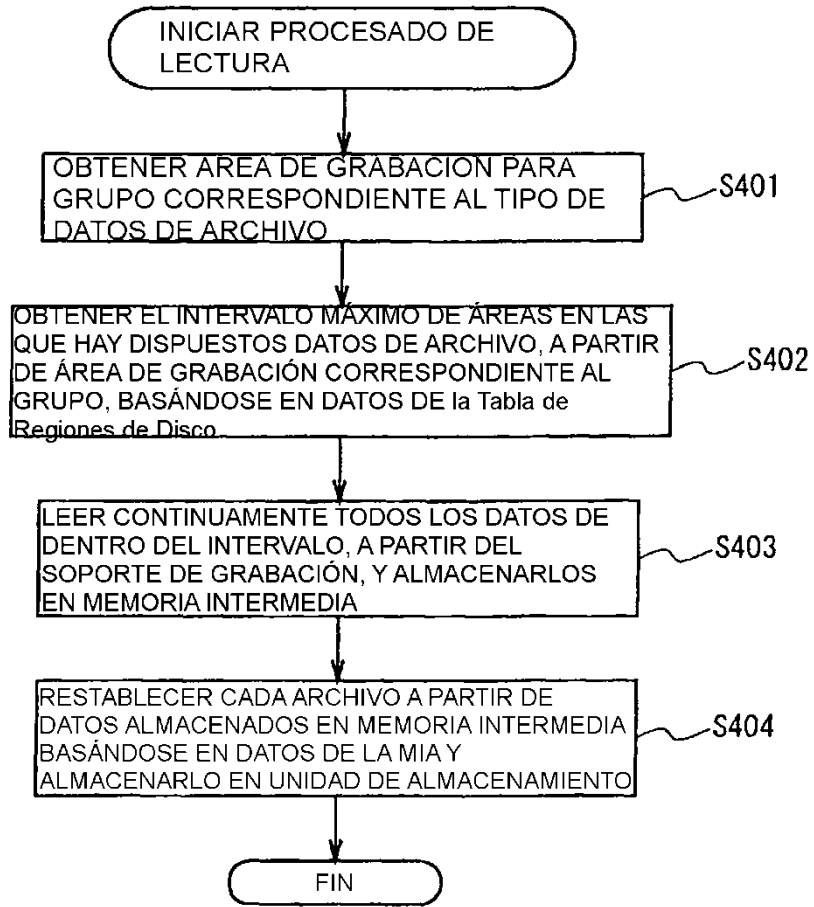 INICIAR PROCESADO DE
LECTURA
OBTENER AREA DE GRABACION PARA
GRUPO CORRESPONDIENTE AL TIPO DE
DATOS DE ARCHIVO
S401
OBTENER EL INTERVALO MÁXIMO DE ÁREAS EN LAS
QUE HAY DISPUESTOS DATOS DE ARCHIVO, A PARTIR
DE ÁREA DE GRABACIÓN CORRESPONDIENTE AL
GRUPO, BASÁNDOSE EN DATOS DE la Tabla de
Regiones de Disco
S402
LEER CONTINUAMENTE TODOS LOS DATOS DE
DENTRO DEL INTERVALO, A PARTIR DEL
SOPORTE DE GRABACIÓN, Y ALMACENARLOS
EN MEMORIA INTERMEDIA
S403
RESTABLECER CADA ARCHIVO A PARTIR DE
DATOS ALMACENADOS EN MEMORIA INTERMEDIA
BASÁNDOSE EN DATOS DE LA MIA Y
ALMACENARLO EN UNIDAD DE ALMACENAMIENTO
S404
FIN